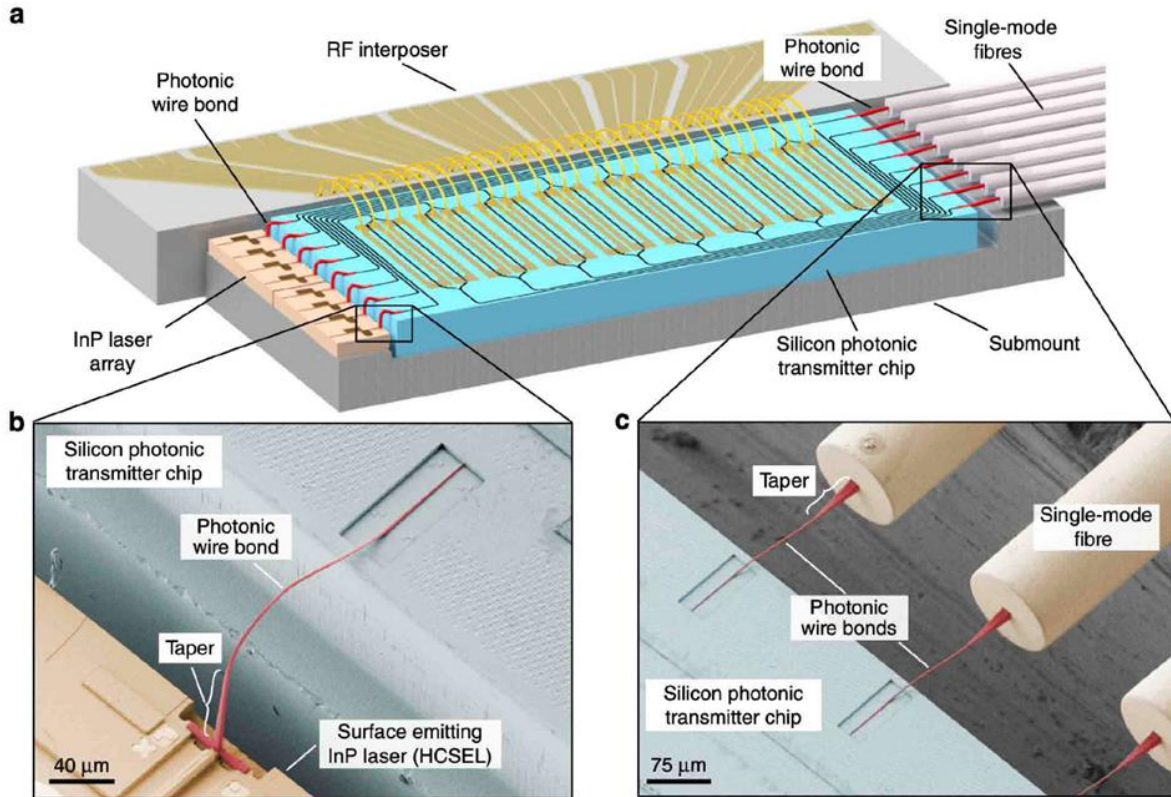 a
RF interposer
Photonic
wire bond
Photonic
wire bond
Single-mode
fibres
InP laser
array
Silicon photonic
transmitter chip
Submount
b
Silicon photonic
transmitter chip
Photonic
wire bond
Taper
Surface emitting
InP laser (HCSEL)
40 µm
c
Taper
Single-mode
fibre
Photonic
wire bonds
Silicon photonic
transmitter chip
75 µm